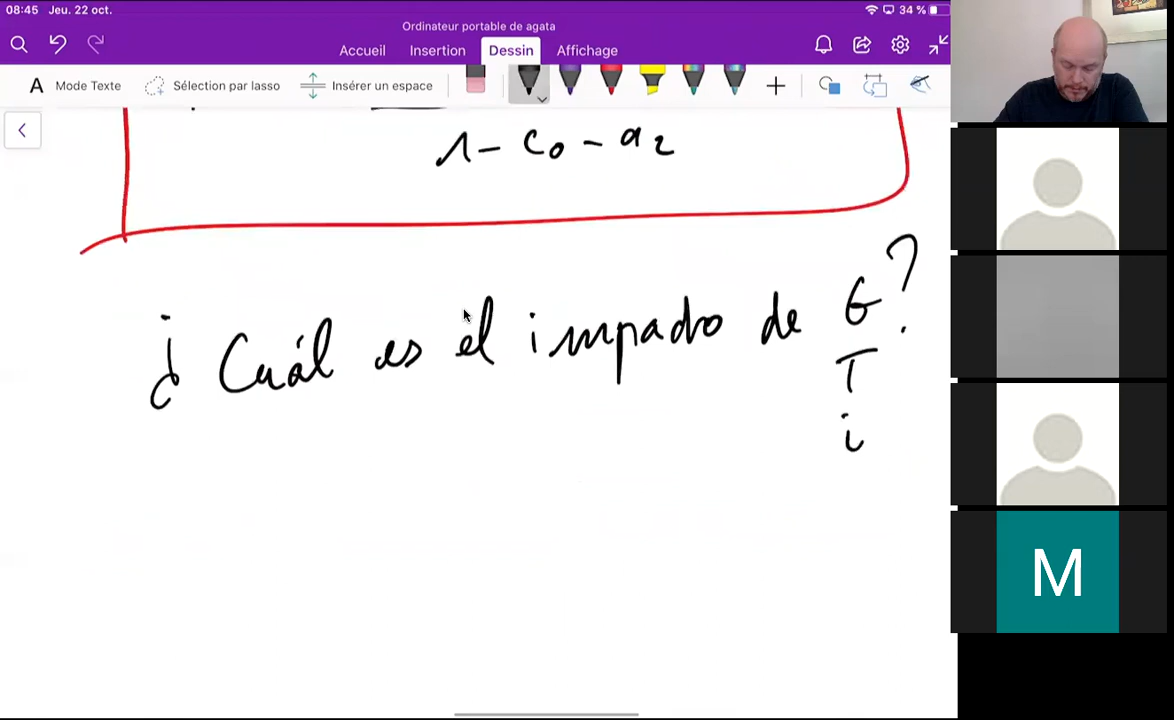 08:45 Jeu. 22 oct.
34 %
Ordinateur portable de agata
Accueil Insertion Dessin Affichage
A Mode Texte Sélection par lasso Insérer un espace
1 - c0 - a2
¿ Cuál es el impacto de G ?
T
i
M